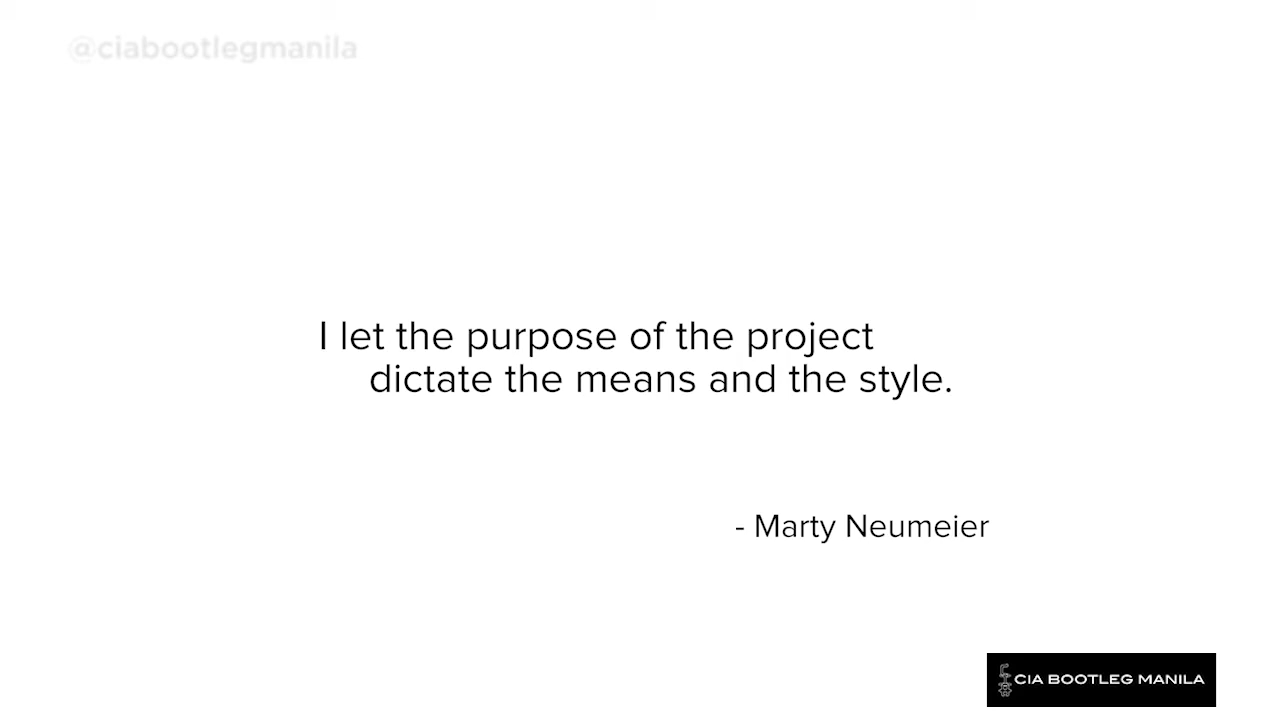 @ciabootlegmanila
I let the purpose of the project
dictate the means and the style.
- Marty Neumeier
CIA BOOTLEG MANILA